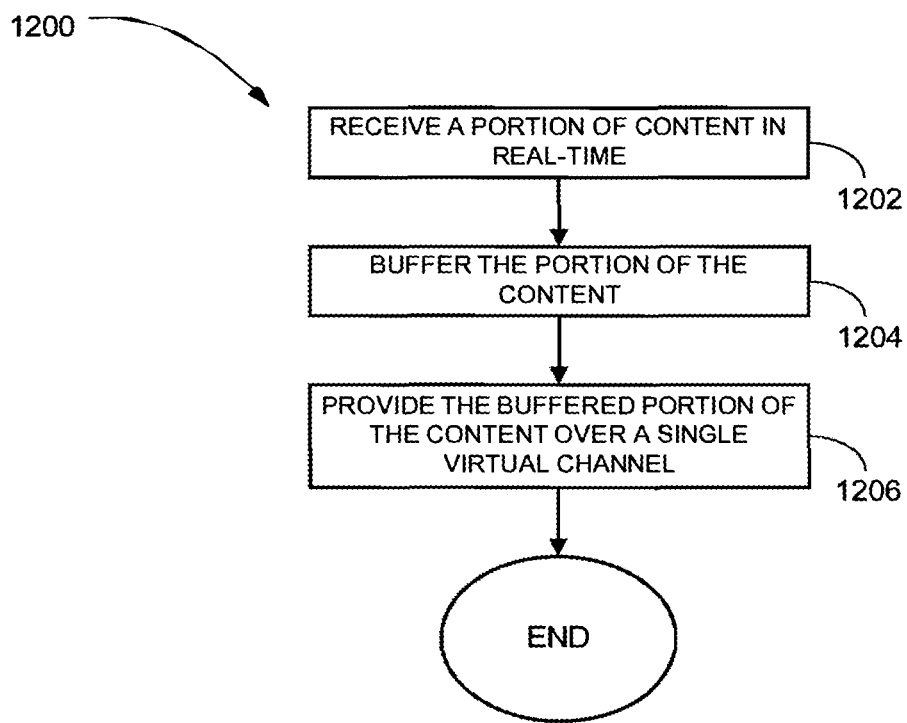 1200
RECEIVE A PORTION OF CONTENT IN
REAL-TIME
1202
BUFFER THE PORTION OF THE
CONTENT
1204
PROVIDE THE BUFFERED PORTION OF
THE CONTENT OVER A SINGLE
VIRTUAL CHANNEL
1206
END